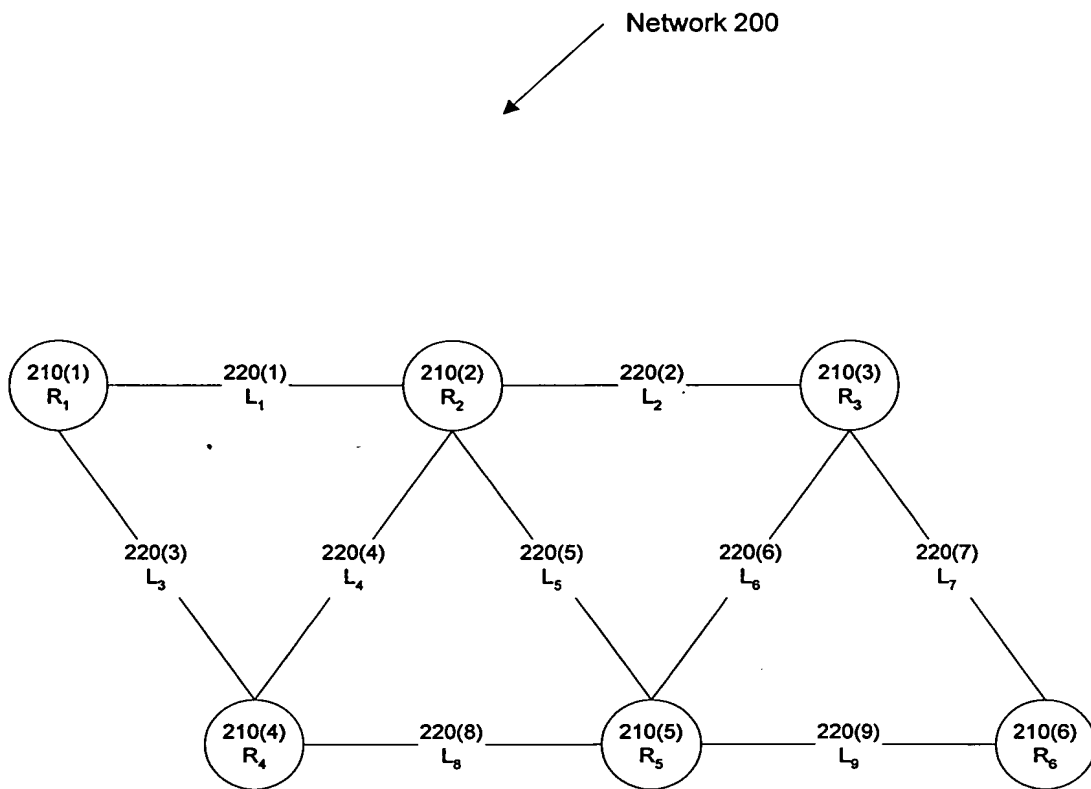 Network 200
210(1)
R₁
220(1)
L₁
210(2)
R₂
220(2)
L₂
210(3)
R₃
220(3)
L₃
220(4)
L₄
220(5)
L₅
220(6)
L₆
220(7)
L₇
210(4)
R₄
220(8)
L₈
210(5)
R₅
220(9)
L₉
210(6)
R₆